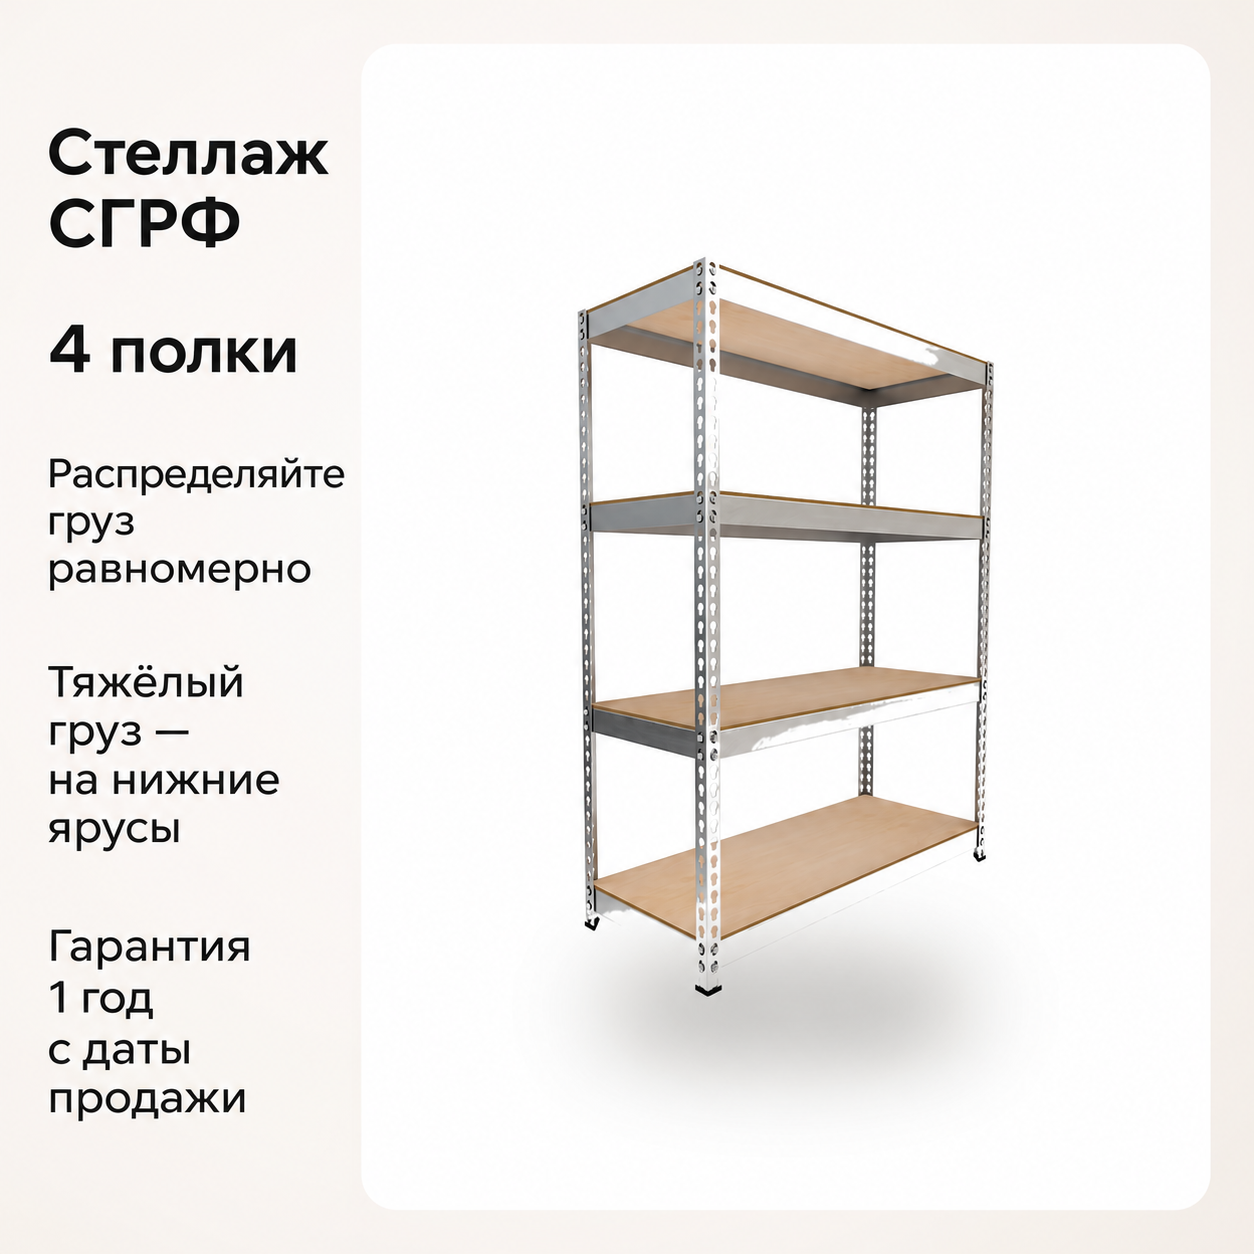 Стеллаж
СГРФ
4 полки
Распределяйте
груз
равномерно
Тяжёлый
груз —
на нижние
ярусы
Гарантия
1 год
с даты
продажи